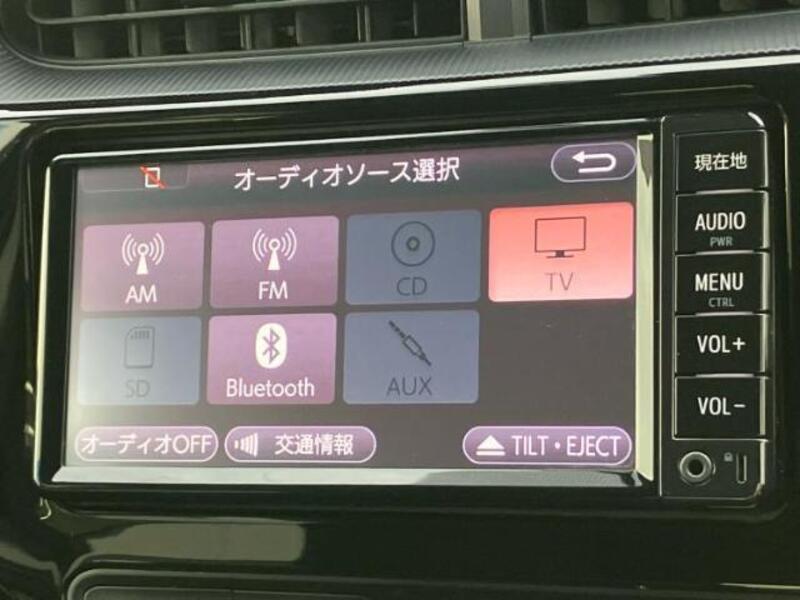 オーディオソース選択
AM
FM
CD
TV
SD
Bluetooth
AUX
オーディオOFF
交通情報
TILT・EJECT
現在地
AUDIO
PWR
MENU
CTRL
VOL+
VOL-